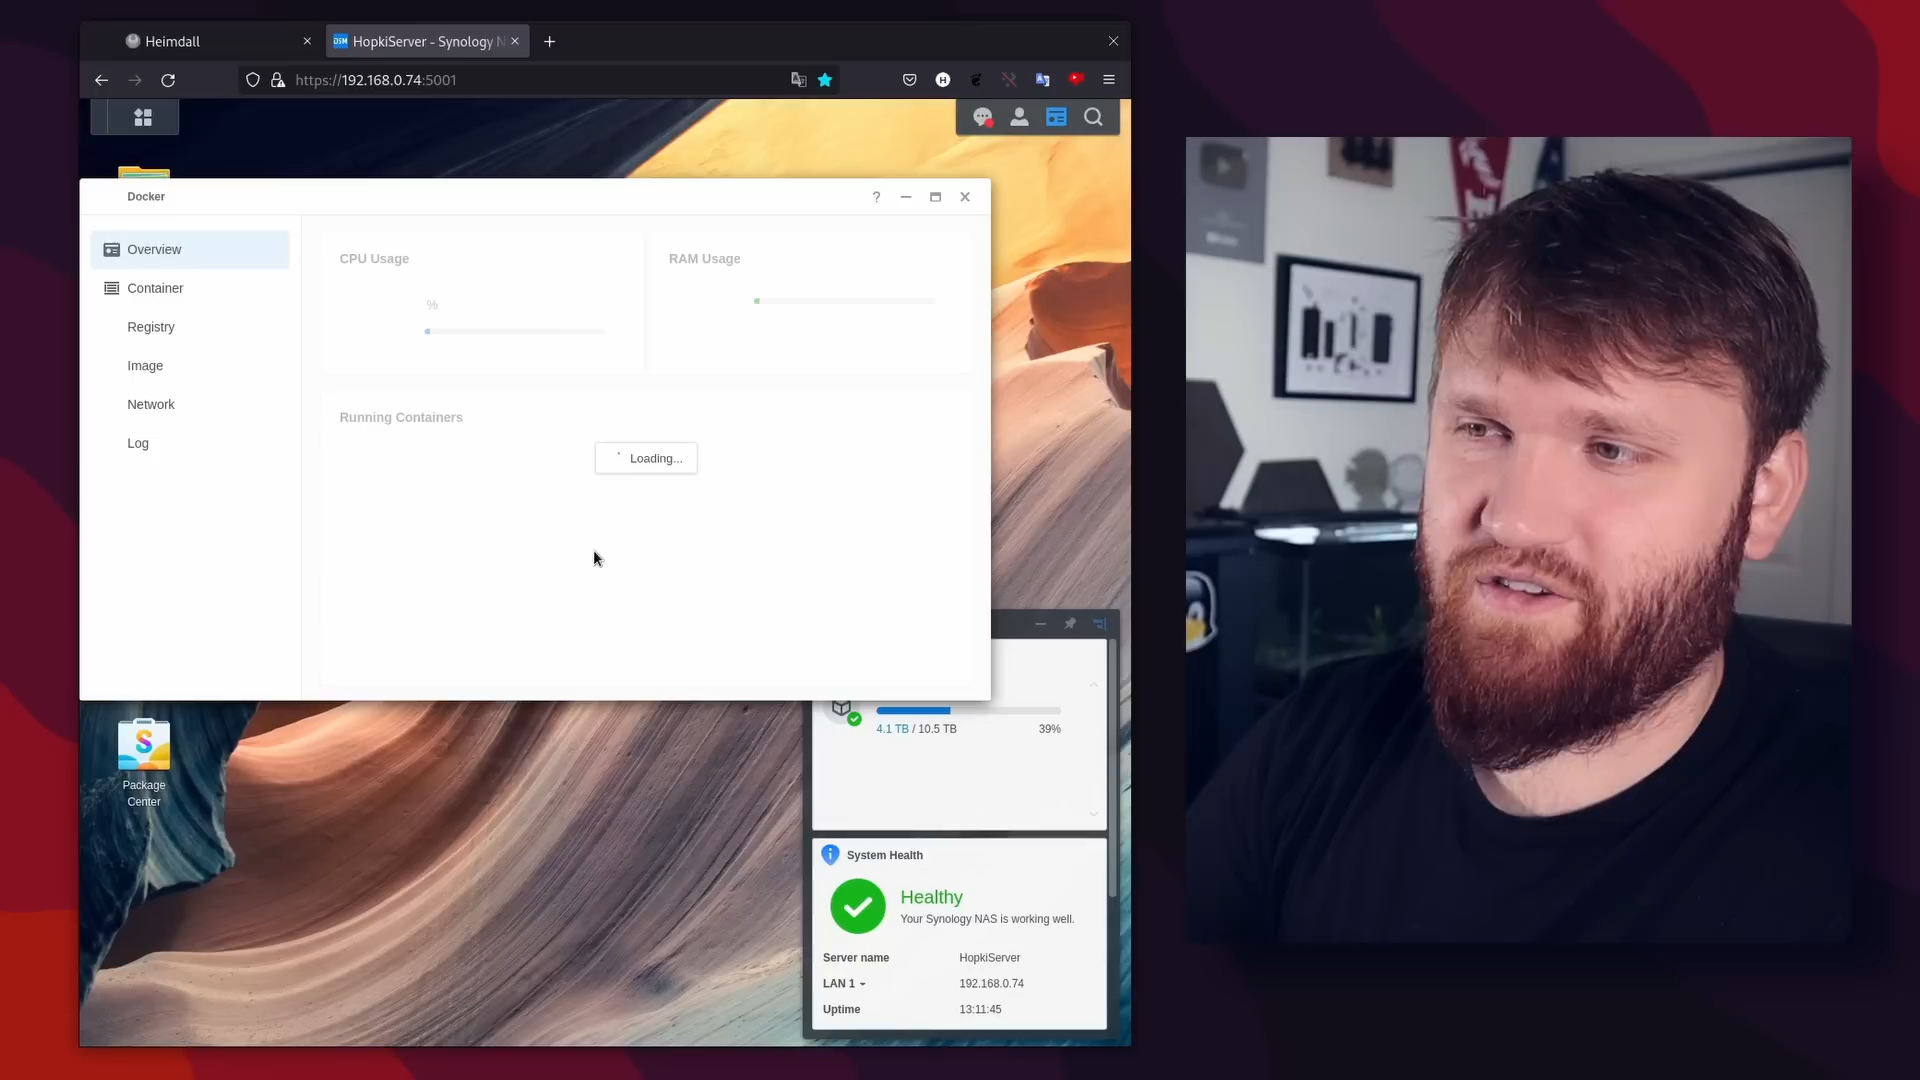 Heimdall
DSM HopkiServer - Synology N
https://192.168.0.74:5001
Docker
?
Overview
Container
Registry
Image
Network
Log
CPU Usage
%
RAM Usage
Running Containers
Loading...
Package
Center
4.1 TB / 10.5 TB
39%
System Health
Healthy
Your Synology NAS is working well.
Server name
HopkiServer
LAN 1
192.168.0.74
Uptime
13:11:45